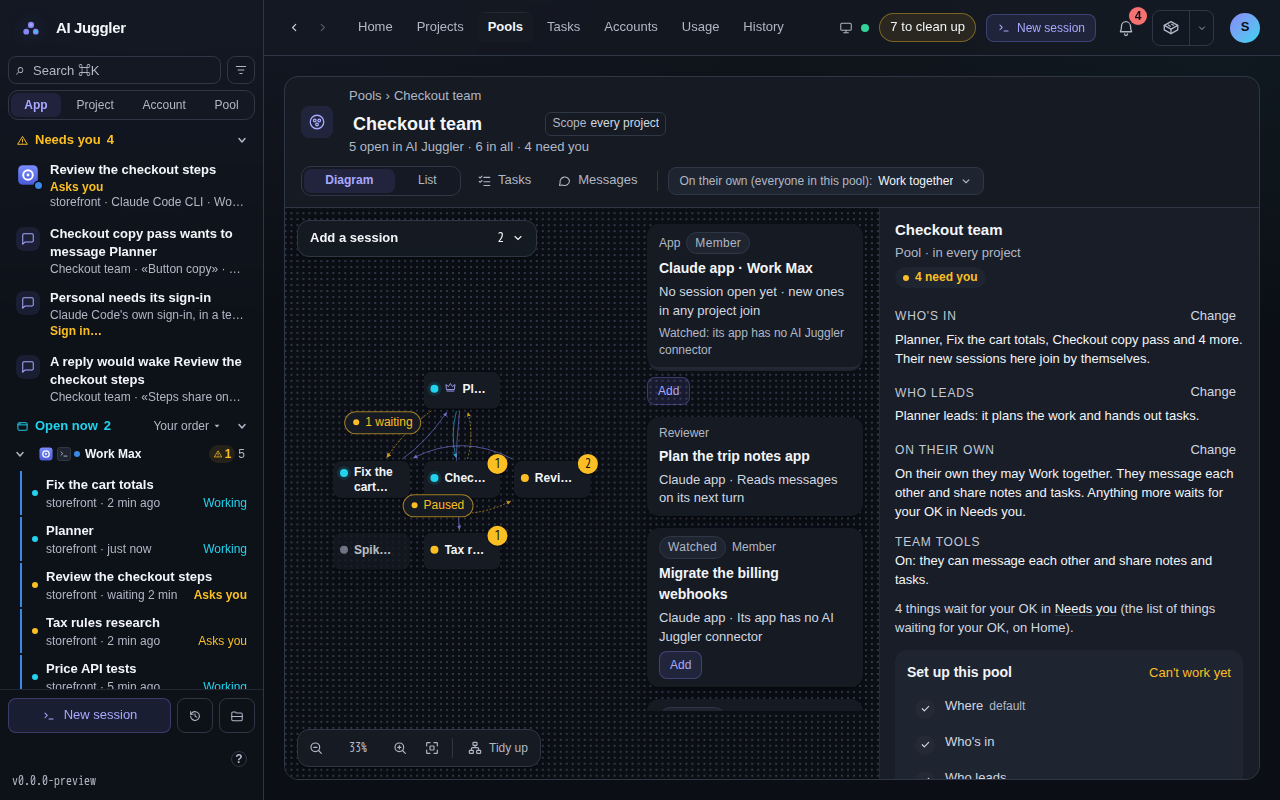 AI Juggler
Search ⌘K
App Project Account Pool
Needs you 4
Review the checkout steps
Asks you
storefront · Claude Code CLI · Wo…
Checkout copy pass wants to
message Planner
Checkout team · «Button copy» · …
Personal needs its sign-in
Claude Code's own sign-in, in a te…
Sign in…
A reply would wake Review the
checkout steps
Checkout team · «Steps share on…
Open now 2
Your order
Work Max
1 5
Fix the cart totals
storefront · 2 min ago Working
Planner
storefront · just now Working
Review the checkout steps
storefront · waiting 2 min Asks you
Tax rules research
storefront · 2 min ago Asks you
Price API tests
storefront · 5 min ago Working
New session
?
v0.0.0-preview
Home Projects Pools Tasks Accounts Usage History
7 to clean up
New session
4
S
Pools › Checkout team
Checkout team
Scope every project
5 open in AI Juggler · 6 in all · 4 need you
Diagram List Tasks Messages
On their own (everyone in this pool): Work together
Add a session 2
Pl…
1 waiting
Fix the
cart…
Chec…
1
Revi…
2
Paused
Spik…
Tax r…
1
33%
Tidy up
App Member
Claude app · Work Max
No session open yet · new ones
in any project join
Watched: its app has no AI Juggler
connector
Add
Reviewer
Plan the trip notes app
Claude app · Reads messages
on its next turn
Watched Member
Migrate the billing
webhooks
Claude app · Its app has no AI
Juggler connector
Add
Checkout team
Pool · in every project
4 need you
WHO'S IN Change
Planner, Fix the cart totals, Checkout copy pass and 4 more.
Their new sessions here join by themselves.
WHO LEADS Change
Planner leads: it plans the work and hands out tasks.
ON THEIR OWN Change
On their own they may Work together. They message each
other and share notes and tasks. Anything more waits for
your OK in Needs you.
TEAM TOOLS
On: they can message each other and share notes and
tasks.
4 things wait for your OK in Needs you (the list of things
waiting for your OK, on Home).
Set up this pool Can't work yet
Where default
Who's in
Who leads